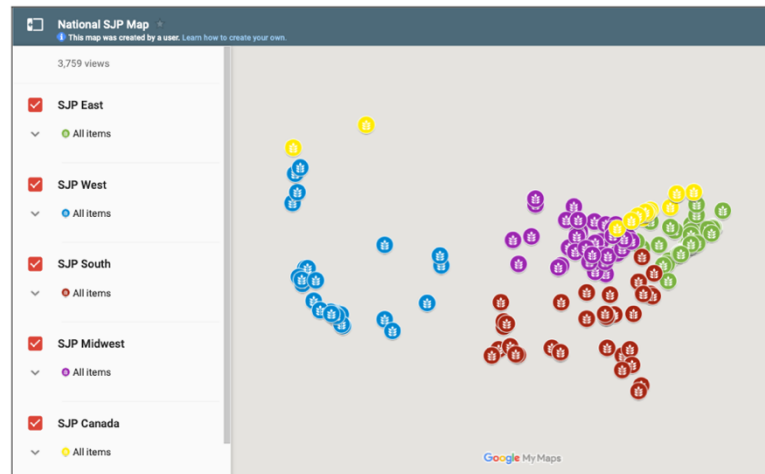 National SJP Map
This map was created by a user. Learn how to create your own.
3,759 views
SJP East
All items
SJP West
All items
SJP South
All items
SJP Midwest
All items
SJP Canada
All items
Google My Maps